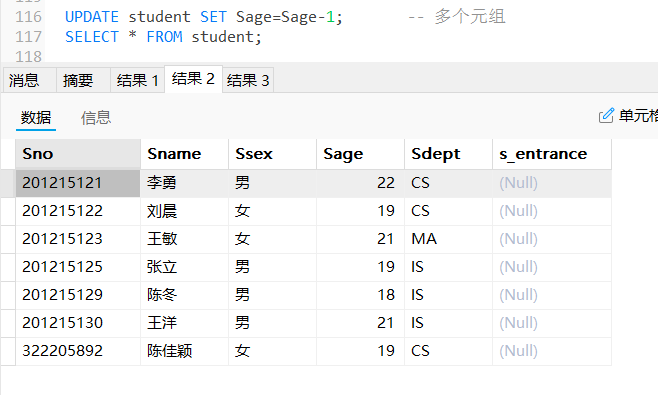 115
116 UPDATE student SET Sage=Sage-1; -- 多个元组
117 SELECT * FROM student;
118
消息 摘要 结果 1 结果 2 结果 3
数据 信息 单元格
Sno Sname Ssex Sage Sdept s_entrance
201215121 李勇 男 22 CS (Null)
201215122 刘晨 女 19 CS (Null)
201215123 王敏 女 21 MA (Null)
201215125 张立 男 19 IS (Null)
201215129 陈冬 男 18 IS (Null)
201215130 王洋 男 21 IS (Null)
322205892 陈佳颖 女 19 CS (Null)